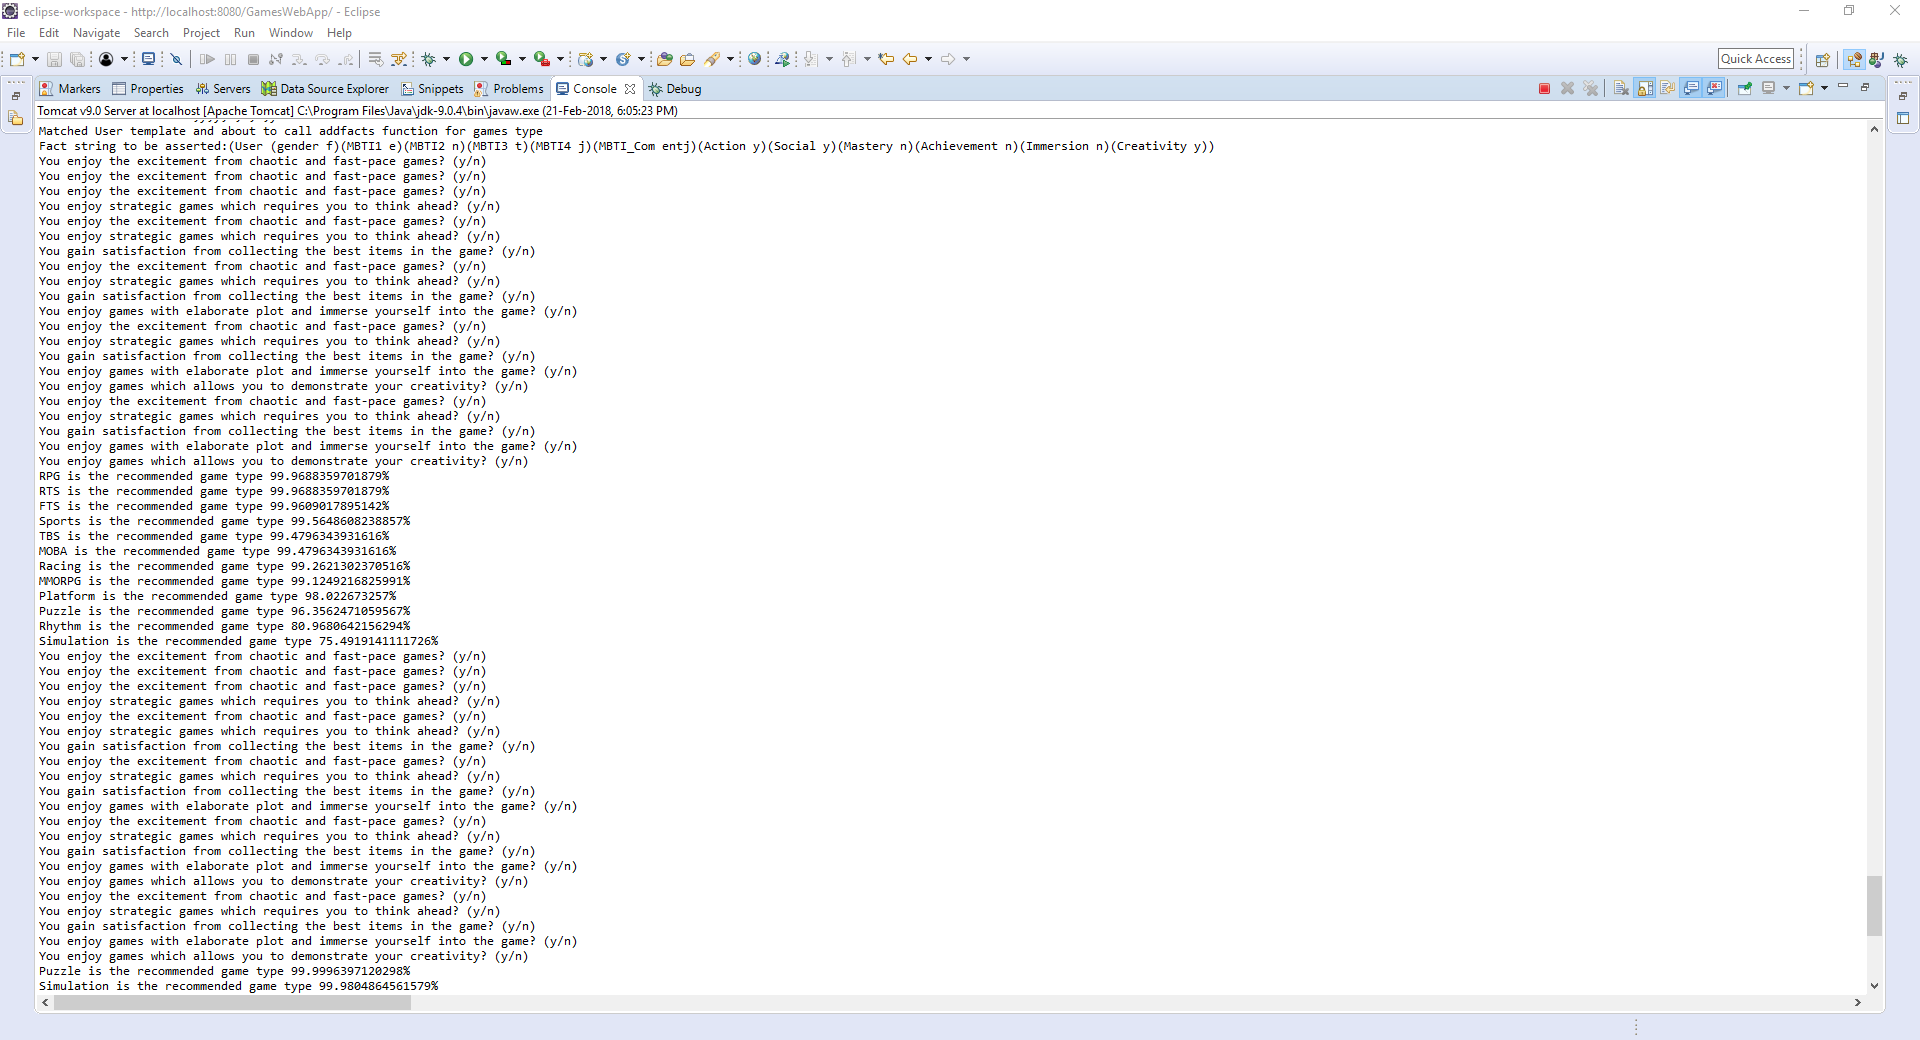 eclipse-workspace - http://localhost:8080/GamesWebApp/ - Eclipse
File Edit Navigate Search Project Run Window Help
Quick Access
Markers Properties Servers Data Source Explorer Snippets Problems Console Debug
Tomcat v9.0 Server at localhost [Apache Tomcat] C:\Program Files\Java\jdk-9.0.4\bin\javaw.exe (21-Feb-2018, 6:05:23 PM)
Matched User template and about to call addfacts function for games type
Fact string to be asserted:(User (gender f)(MBTI1 e)(MBTI2 n)(MBTI3 t)(MBTI4 j)(MBTI_Com entj)(Action y)(Social y)(Mastery n)(Achievement n)(Immersion n)(Creativity y))
You enjoy the excitement from chaotic and fast-pace games? (y/n)
You enjoy the excitement from chaotic and fast-pace games? (y/n)
You enjoy the excitement from chaotic and fast-pace games? (y/n)
You enjoy strategic games which requires you to think ahead? (y/n)
You enjoy the excitement from chaotic and fast-pace games? (y/n)
You enjoy strategic games which requires you to think ahead? (y/n)
You gain satisfaction from collecting the best items in the game? (y/n)
You enjoy the excitement from chaotic and fast-pace games? (y/n)
You enjoy strategic games which requires you to think ahead? (y/n)
You gain satisfaction from collecting the best items in the game? (y/n)
You enjoy games with elaborate plot and immerse yourself into the game? (y/n)
You enjoy the excitement from chaotic and fast-pace games? (y/n)
You enjoy strategic games which requires you to think ahead? (y/n)
You gain satisfaction from collecting the best items in the game? (y/n)
You enjoy games with elaborate plot and immerse yourself into the game? (y/n)
You enjoy games which allows you to demonstrate your creativity? (y/n)
You enjoy the excitement from chaotic and fast-pace games? (y/n)
You enjoy strategic games which requires you to think ahead? (y/n)
You gain satisfaction from collecting the best items in the game? (y/n)
You enjoy games with elaborate plot and immerse yourself into the game? (y/n)
You enjoy games which allows you to demonstrate your creativity? (y/n)
RPG is the recommended game type 99.9688359701879%
RTS is the recommended game type 99.9688359701879%
FTS is the recommended game type 99.9609017895142%
Sports is the recommended game type 99.5648608238857%
TBS is the recommended game type 99.4796343931616%
MOBA is the recommended game type 99.4796343931616%
Racing is the recommended game type 99.2621302370516%
MMORPG is the recommended game type 99.1249216825991%
Platform is the recommended game type 98.022673257%
Puzzle is the recommended game type 96.3562471059567%
Rhythm is the recommended game type 80.9680642156294%
Simulation is the recommended game type 75.4919141111726%
You enjoy the excitement from chaotic and fast-pace games? (y/n)
You enjoy the excitement from chaotic and fast-pace games? (y/n)
You enjoy the excitement from chaotic and fast-pace games? (y/n)
You enjoy strategic games which requires you to think ahead? (y/n)
You enjoy the excitement from chaotic and fast-pace games? (y/n)
You enjoy strategic games which requires you to think ahead? (y/n)
You gain satisfaction from collecting the best items in the game? (y/n)
You enjoy the excitement from chaotic and fast-pace games? (y/n)
You enjoy strategic games which requires you to think ahead? (y/n)
You gain satisfaction from collecting the best items in the game? (y/n)
You enjoy games with elaborate plot and immerse yourself into the game? (y/n)
You enjoy the excitement from chaotic and fast-pace games? (y/n)
You enjoy strategic games which requires you to think ahead? (y/n)
You gain satisfaction from collecting the best items in the game? (y/n)
You enjoy games with elaborate plot and immerse yourself into the game? (y/n)
You enjoy games which allows you to demonstrate your creativity? (y/n)
You enjoy the excitement from chaotic and fast-pace games? (y/n)
You enjoy strategic games which requires you to think ahead? (y/n)
You gain satisfaction from collecting the best items in the game? (y/n)
You enjoy games with elaborate plot and immerse yourself into the game? (y/n)
You enjoy games which allows you to demonstrate your creativity? (y/n)
Puzzle is the recommended game type 99.9996397120298%
Simulation is the recommended game type 99.9804864561579%